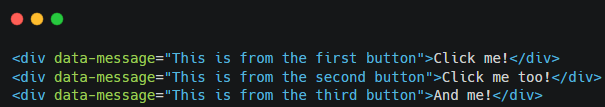 <div data-message="This is from the first button">Click me!</div>
<div data-message="This is from the second button">Click me too!</div>
<div data-message="This is from the third button">And me!</div>